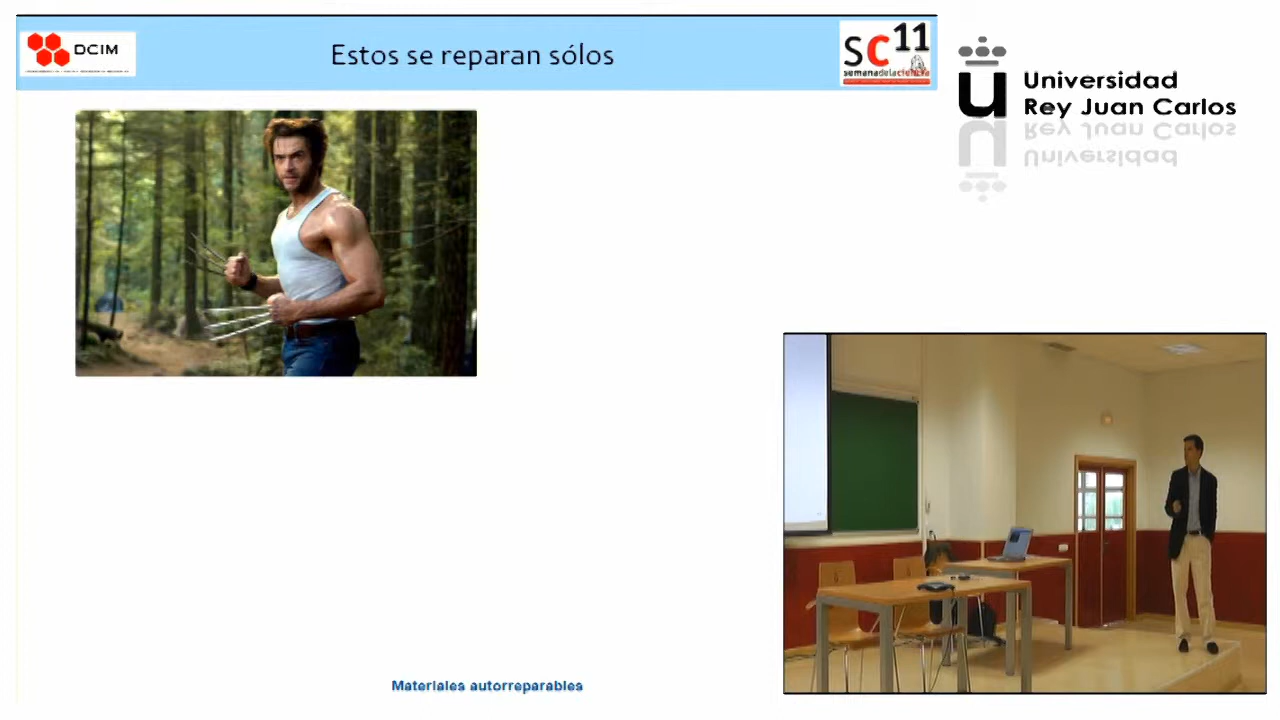 DCIM
Estos se reparan sólos
SC11
semanadelaciencia
Universidad
Rey Juan Carlos
Rey Juan Carlos
Universidad
Materiales autorreparables